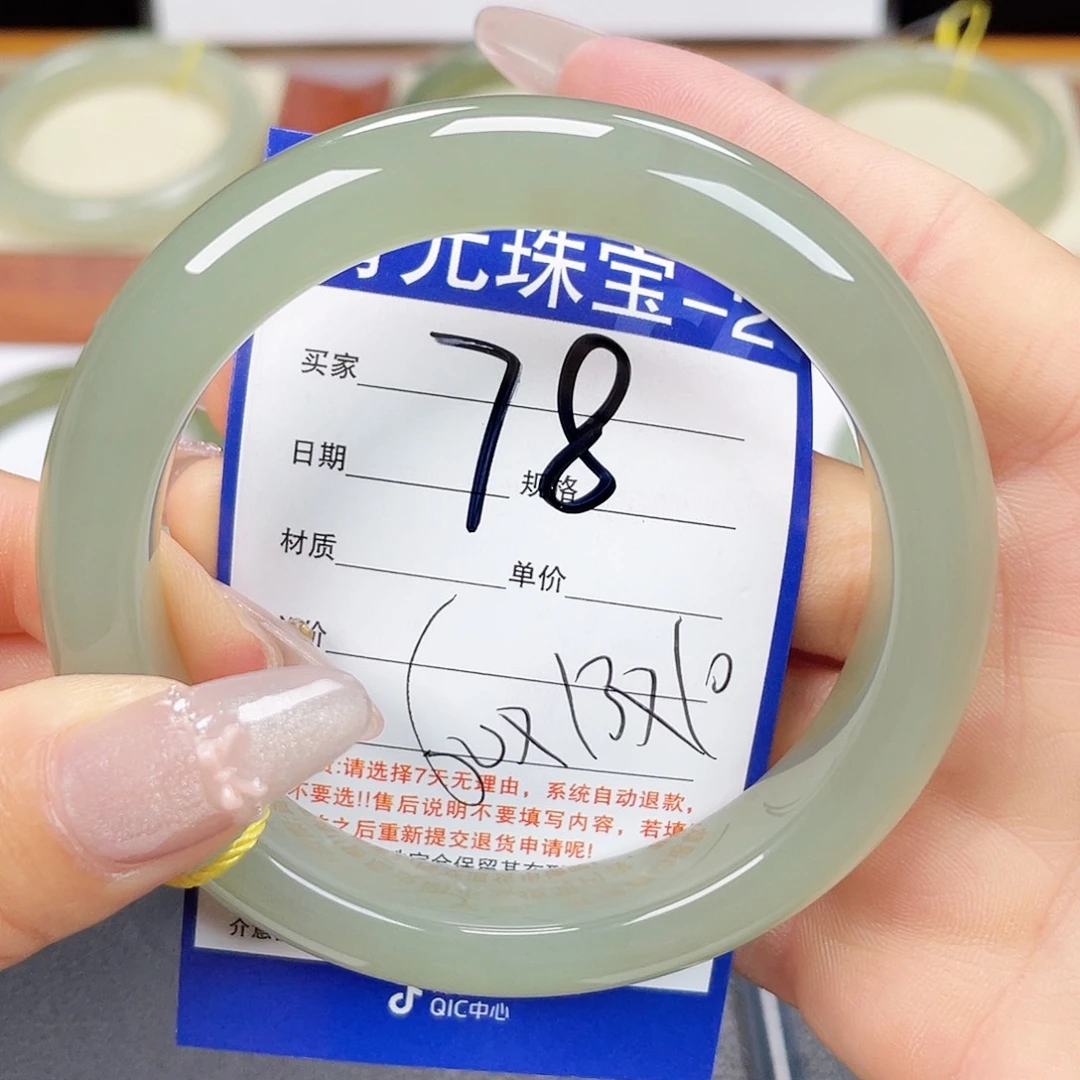 元珠宝-2
买家 78
日期 规格
材质 单价
价
x 13x10
:请选择7天无理由，系统自动退款，
不要选!!售后说明不要填写内容，若填
之后重新提交退货申请呢!
介意
QIC中心